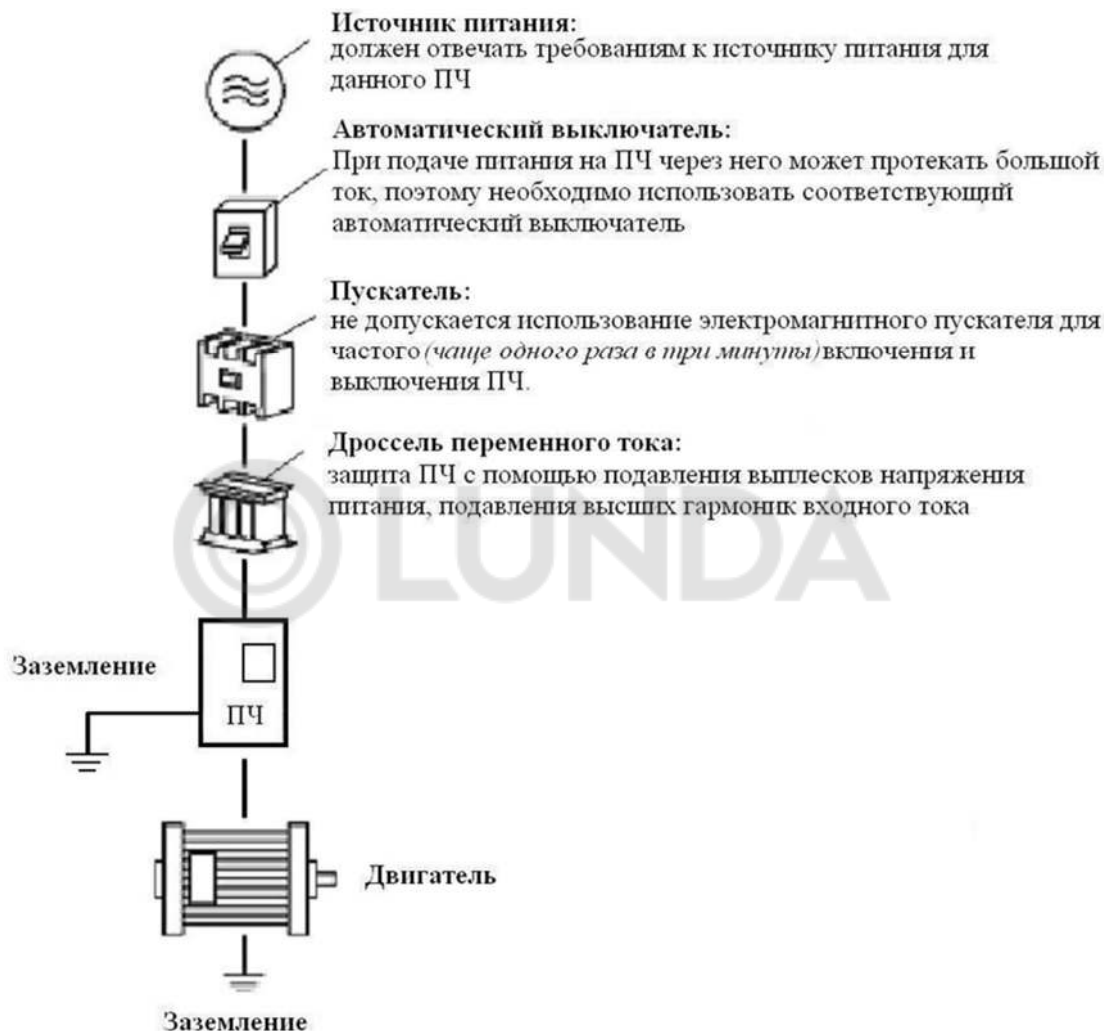 Источник питания:
должен отвечать требованиям к источнику питания для
данного ПЧ
Автоматический выключатель:
При подаче питания на ПЧ через него может протекать большой
ток, поэтому необходимо использовать соответствующий
автоматический выключатель
Пускатель:
не допускается использование электромагнитного пускателя для
частого (чаще одного раза в три минуты) включения и
выключения ПЧ.
Дроссель переменного тока:
защита ПЧ с помощью подавления выплесков напряжения
питания, подавления высших гармоник входного тока
LUNDA
Заземление
ПЧ
Двигатель
Заземление